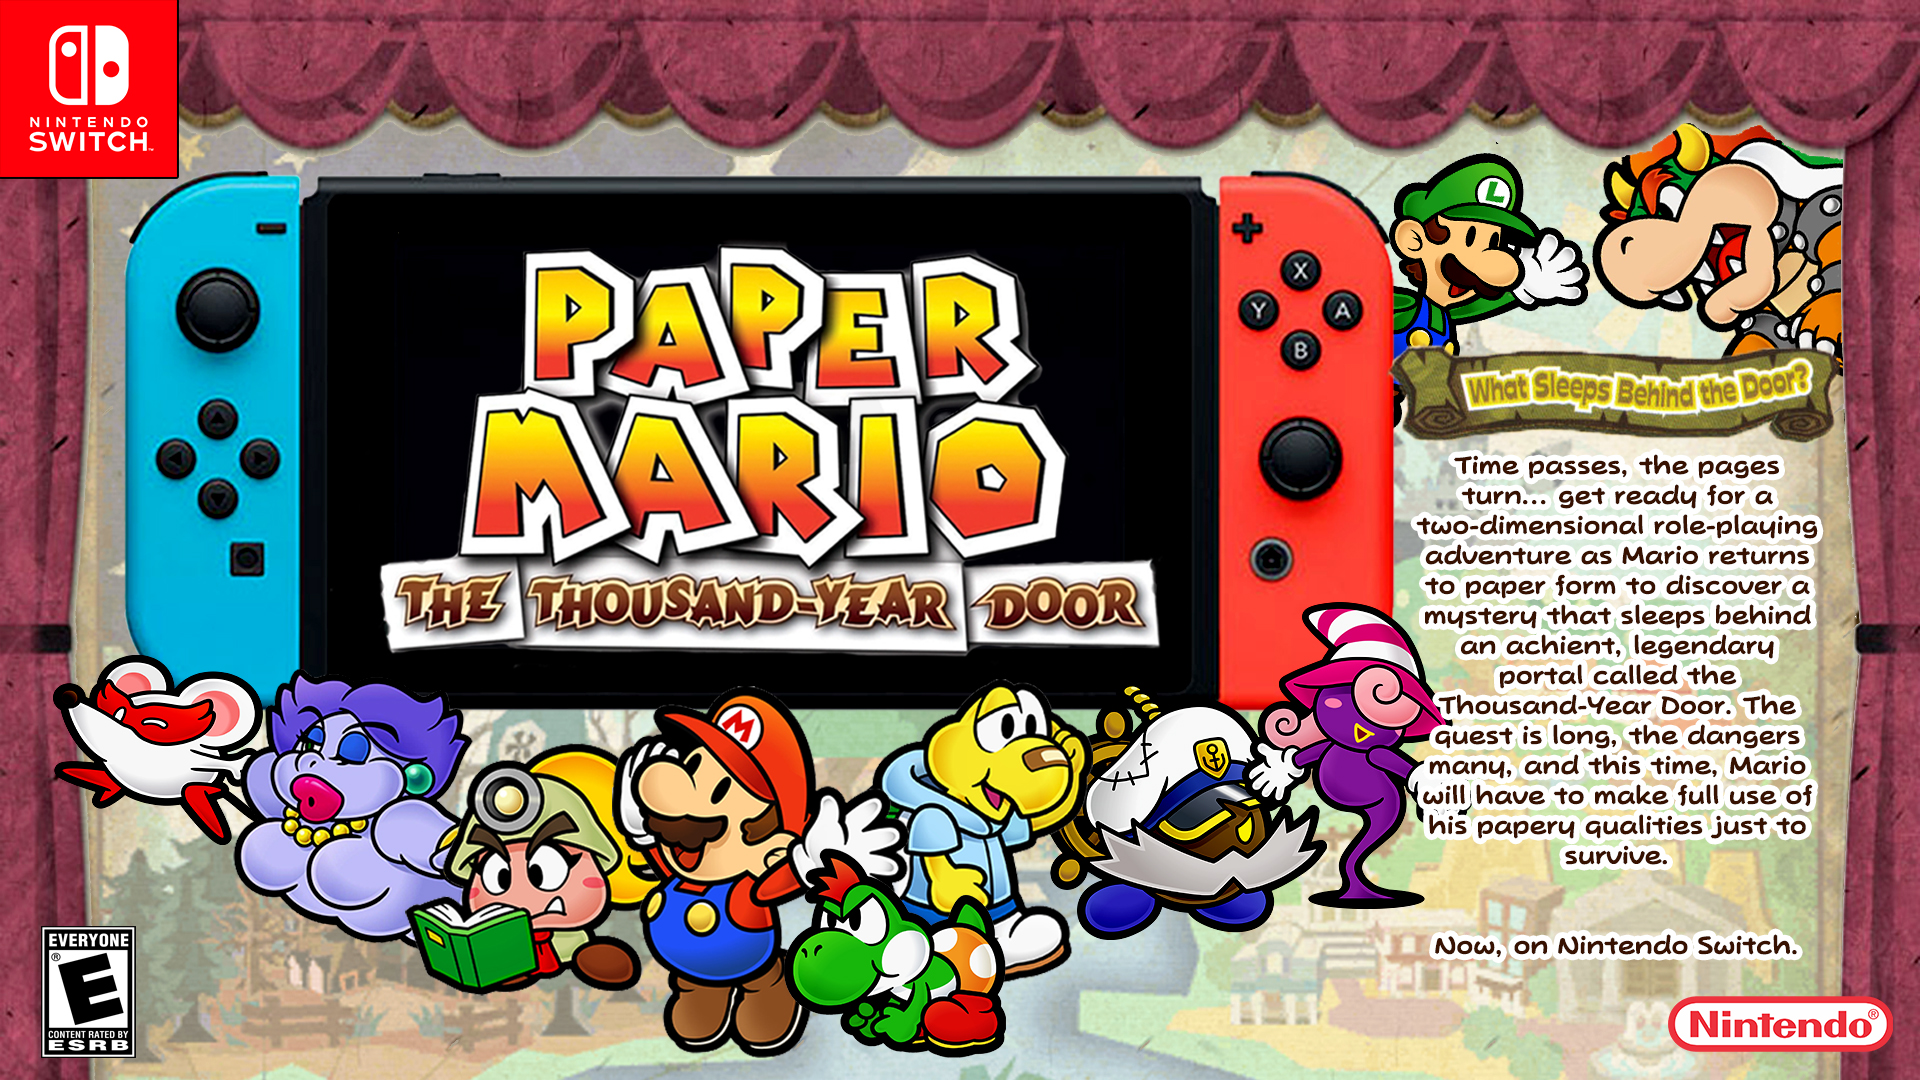 NINTENDO
SWITCH
L
X
Y
A
B
PAPER
MARIO
THE THOUSAND-YEAR DOOR
What Sleeps Behind the Door?
Time passes, the pages
turn... get ready for a
two-dimensional role-playing
adventure as Mario returns
to paper form to discover a
mystery that sleeps behind
an achient, legendary
portal called the
Thousand-Year Door. The
quest is long, the dangers
many, and this time, Mario
will have to make full use of
his papery qualities just to
survive.
M
Now, on Nintendo Switch.
EVERYONE
E
CONTENT RATED BY
ESRB
Nintendo®